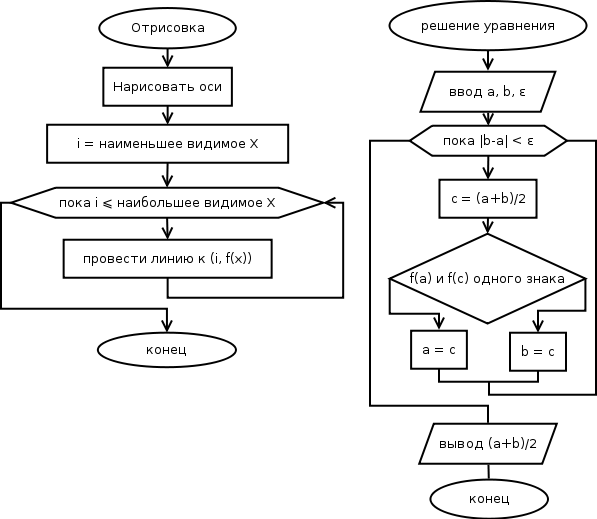 Отрисовка
Нарисовать оси
i = наименьшее видимое X
пока i ⩽ наибольшее видимое X
провести линию к (i, f(x))
конец
решение уравнения
ввод a, b, ε
пока |b-a| < ε
c = (a+b)/2
f(a) и f(c) одного знака
a = c
b = c
вывод (a+b)/2
конец